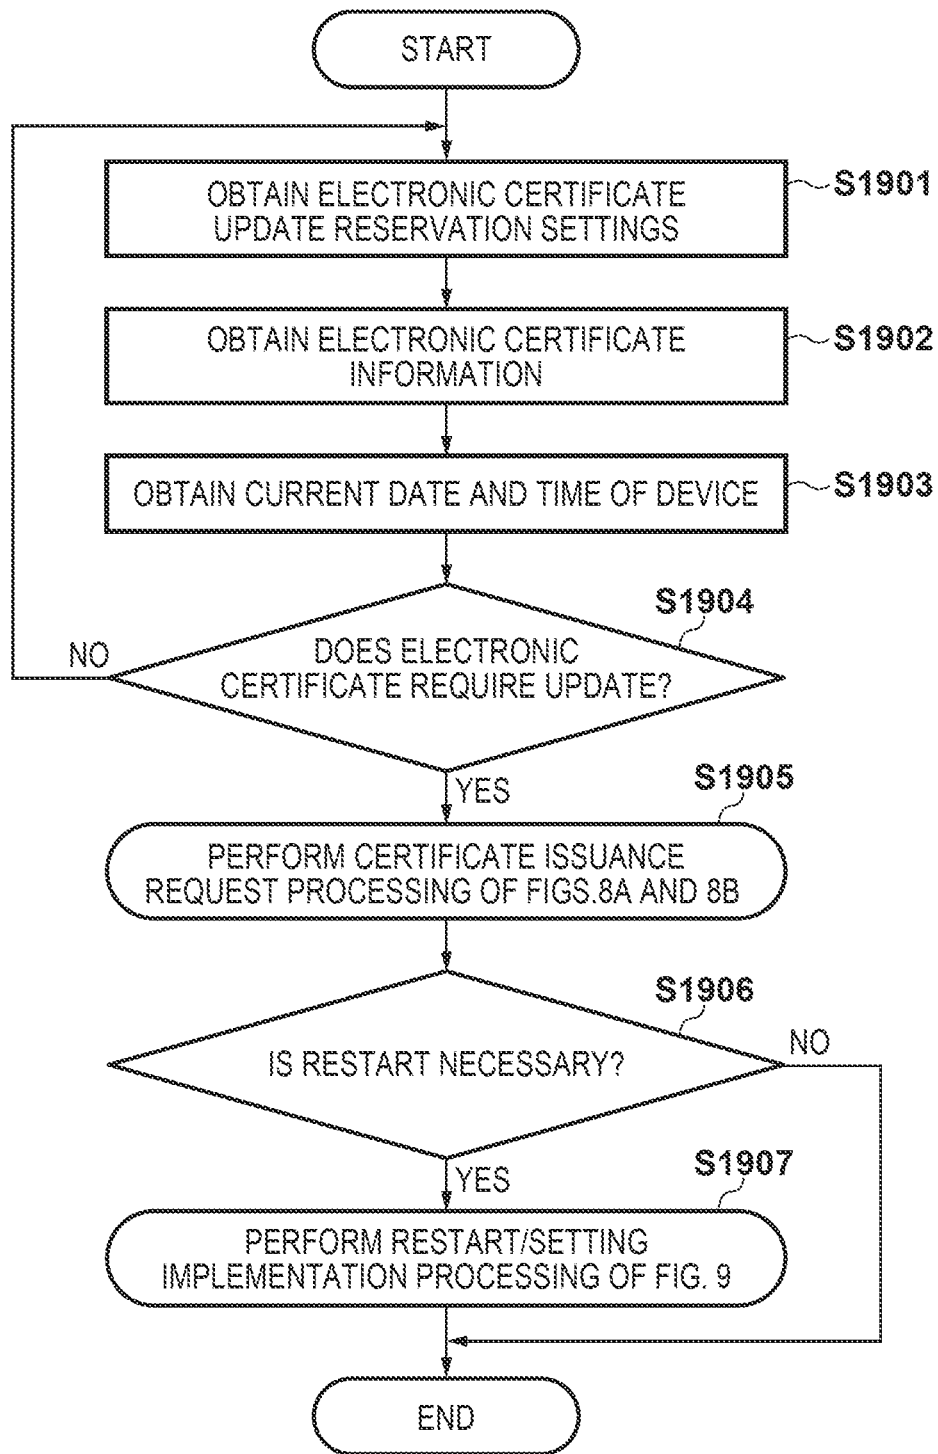 START
OBTAIN ELECTRONIC CERTIFICATE
UPDATE RESERVATION SETTINGS
S1901
OBTAIN ELECTRONIC CERTIFICATE
INFORMATION
S1902
OBTAIN CURRENT DATE AND TIME OF DEVICE
S1903
S1904
NO
DOES ELECTRONIC
CERTIFICATE REQUIRE UPDATE?
YES
S1905
PERFORM CERTIFICATE ISSUANCE
REQUEST PROCESSING OF FIGS.8A AND 8B
S1906
IS RESTART NECESSARY?
NO
YES
S1907
PERFORM RESTART/SETTING
IMPLEMENTATION PROCESSING OF FIG. 9
END